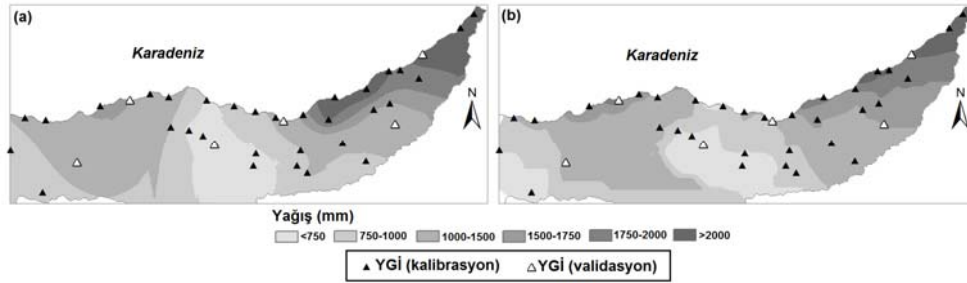 (a)
Karadeniz
N
(b)
Karadeniz
N
Yağış (mm)
<750
750-1000
1000-1500
1500-1750
1750-2000
>2000
YGİ (kalibrasyon)
YGİ (validasyon)